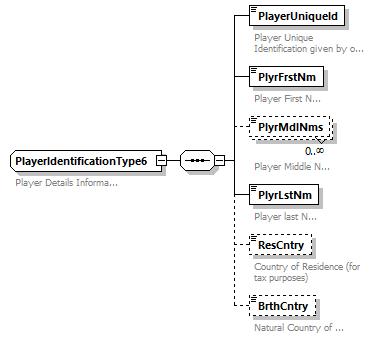 PlayerUniqueId
Player Unique
Identification given by o...
PlyrFrstNm
Player First N...
PlyrMdlNms
0..∞
Player Middle N...
PlayerIdentificationType6
Player Details Informa...
PlyrLstNm
Player last N...
ResCntry
Country of Residence (for
tax purposes)
BrthCntry
Natural Country of ...